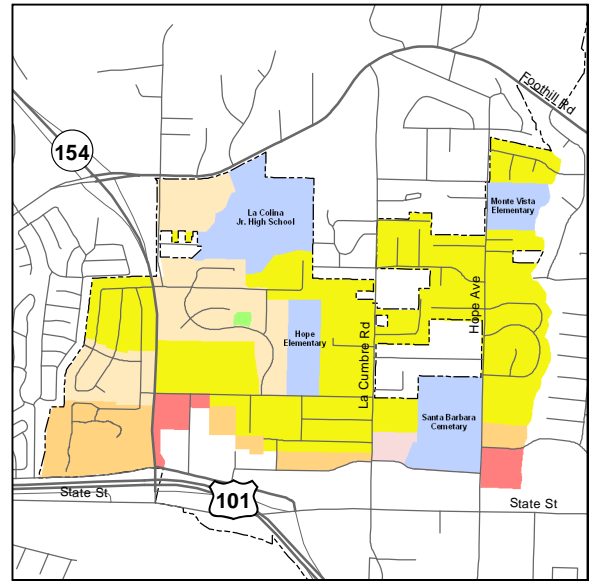 Foothill Rd
154
La Colina
Jr. High School
Monte Vista
Elementary
Hope Ave
La Cumbre Rd
Hope
Elementary
Santa Barbara
Cemetary
State St
101
State St